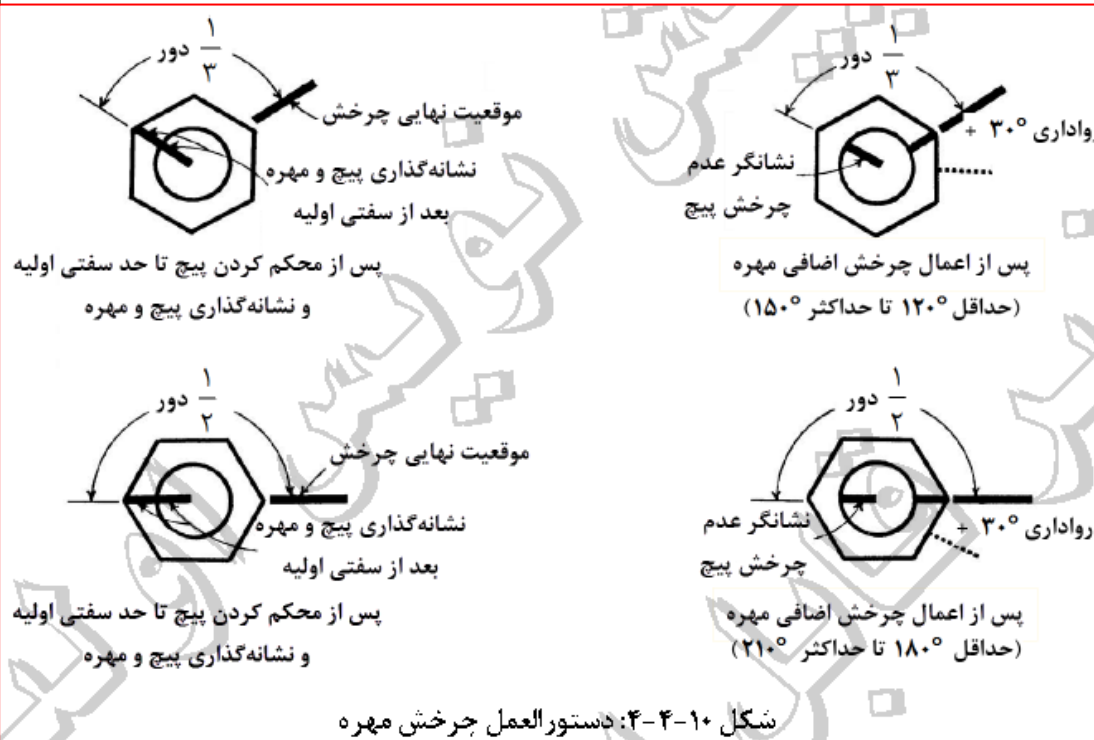 ۱/۳ دور
موقعیت نهایی چرخش
نشانه‌گذاری پیچ و مهره
بعد از سفتی اولیه
پس از محکم کردن پیچ تا حد سفتی اولیه
و نشانه‌گذاری پیچ و مهره
۱/۳ دور
رواداری ۳۰° +
نشانگر عدم
چرخش پیچ
پس از اعمال چرخش اضافی مهره
(حداقل ۱۲۰° تا حداکثر ۱۵۰°)
۱/۲ دور
موقعیت نهایی چرخش
نشانه‌گذاری پیچ و مهره
بعد از سفتی اولیه
پس از محکم کردن پیچ تا حد سفتی اولیه
و نشانه‌گذاری پیچ و مهره
۱/۲ دور
رواداری ۳۰° +
نشانگر عدم
چرخش پیچ
پس از اعمال چرخش اضافی مهره
(حداقل ۱۸۰° تا حداکثر ۲۱۰°)
شکل ۱۰-۴-۴: دستورالعمل چرخش مهره